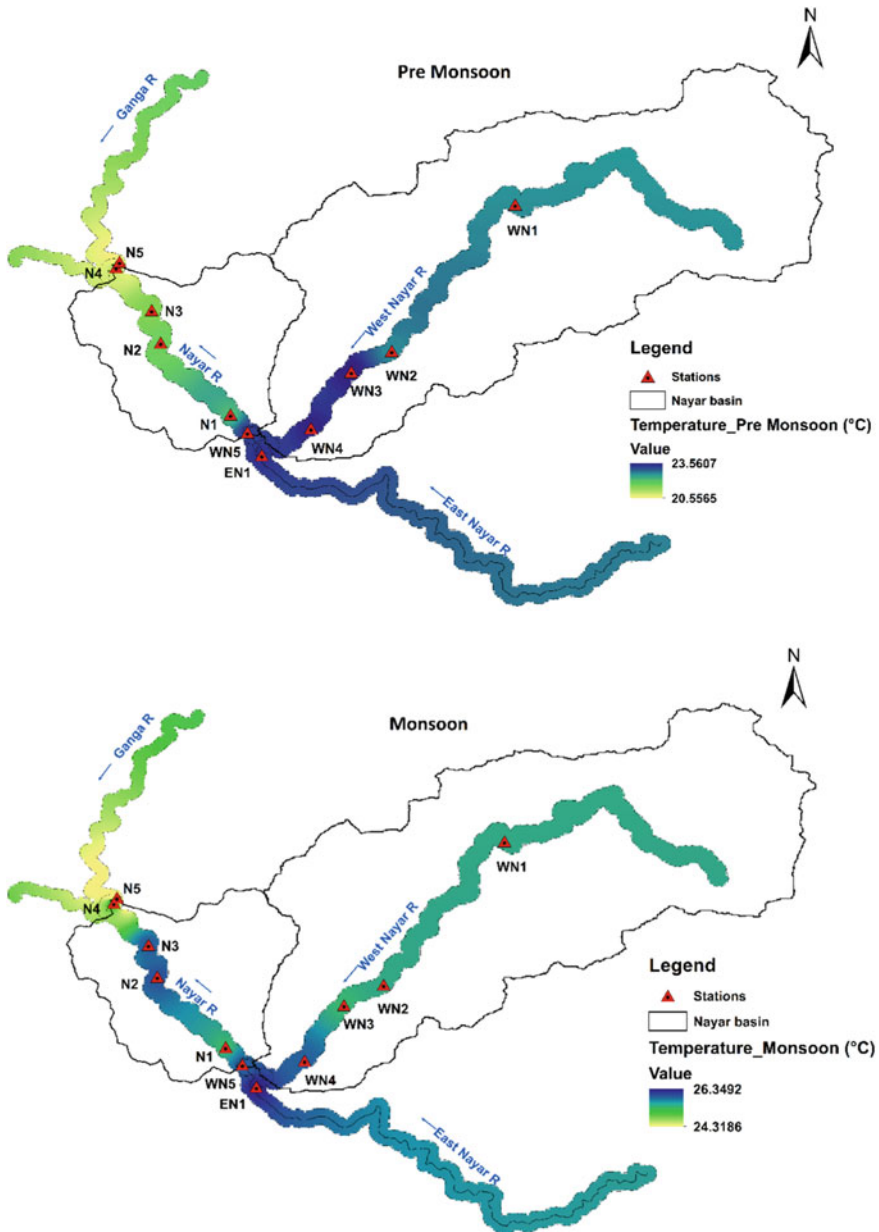 N
Pre Monsoon
Ganga R
WN1
N5
N4
N3
West Nayar R
N2
Nayar R
WN2
WN3
Legend
Stations
Nayar basin
Temperature_Pre Monsoon (°C)
Value
23.5607
20.5565
N1
WN4
WN5
EN1
East Nayar R
N
Monsoon
Ganga R
WN1
N5
N4
N3
West Nayar R
N2
WN2
Nayar R
WN3
Legend
Stations
Nayar basin
Temperature_Monsoon (°C)
Value
26.3492
24.3186
N1
WN4
WN5
EN1
East Nayar R